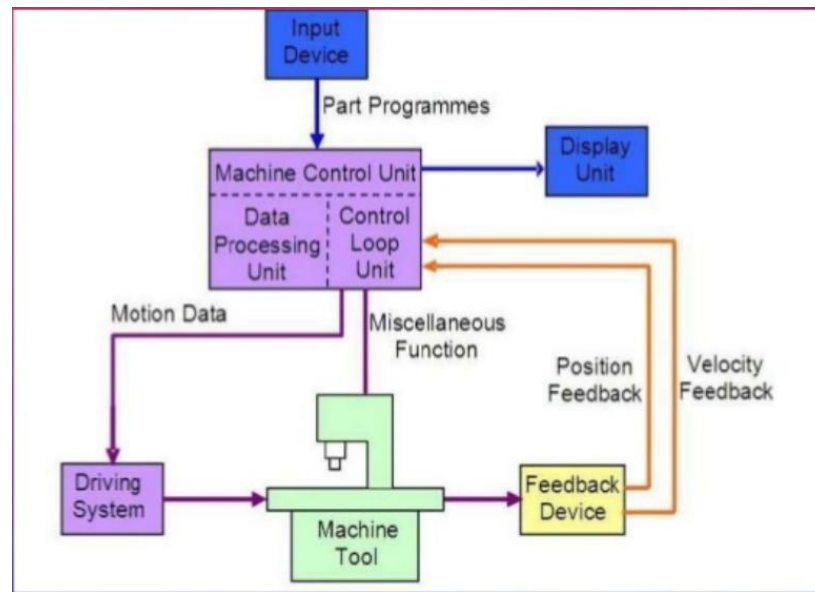 Input
Device
Part Programmes
Machine Control Unit
Display
Unit
Data
Processing
Unit
Control
Loop
Unit
Motion Data
Miscellaneous
Function
Position
Feedback
Velocity
Feedback
Driving
System
Machine
Tool
Feedback
Device